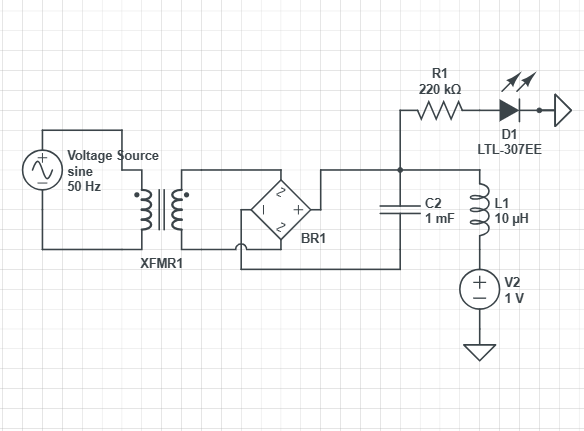 R1
220 kΩ
D1
LTL-307EE
Voltage Source
sine
50 Hz
XFMR1
BR1
C2
1 mF
L1
10 µH
V2
1 V